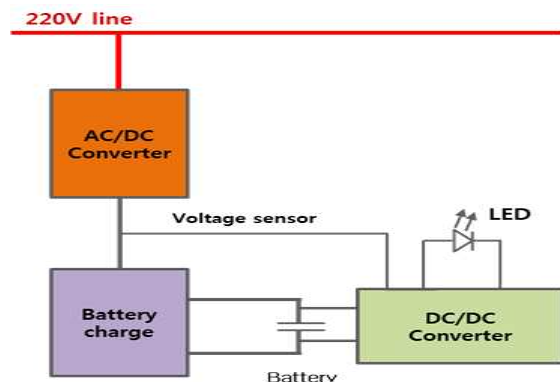 220V line
AC/DC
Converter
Voltage sensor
LED
Battery
charge
DC/DC
Converter
Battery